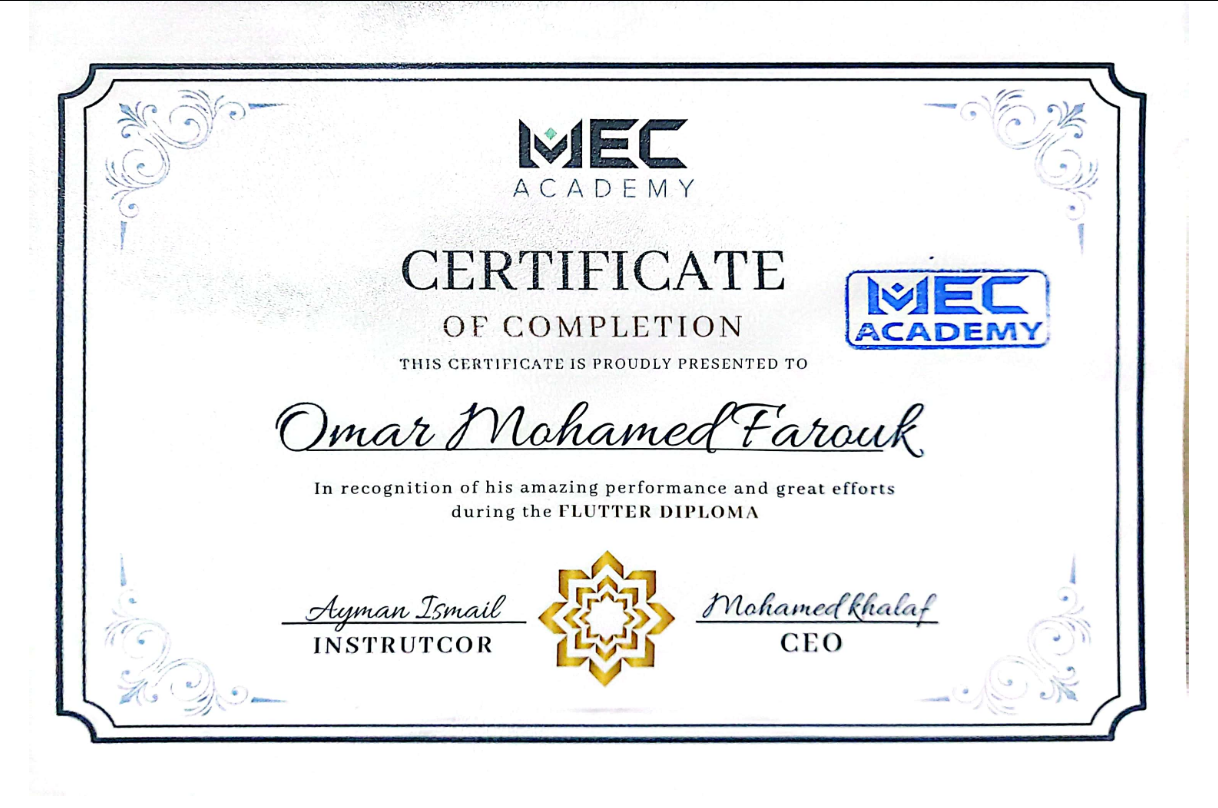 MEC
ACADEMY
CERTIFICATE
OF COMPLETION
MEC
ACADEMY
THIS CERTIFICATE IS PROUDLY PRESENTED TO
Omar Mohamed Farouk
In recognition of his amazing performance and great efforts
during the FLUTTER DIPLOMA
Ayman Ismail
INSTRUTCOR
Mohamed khalaf
CEO